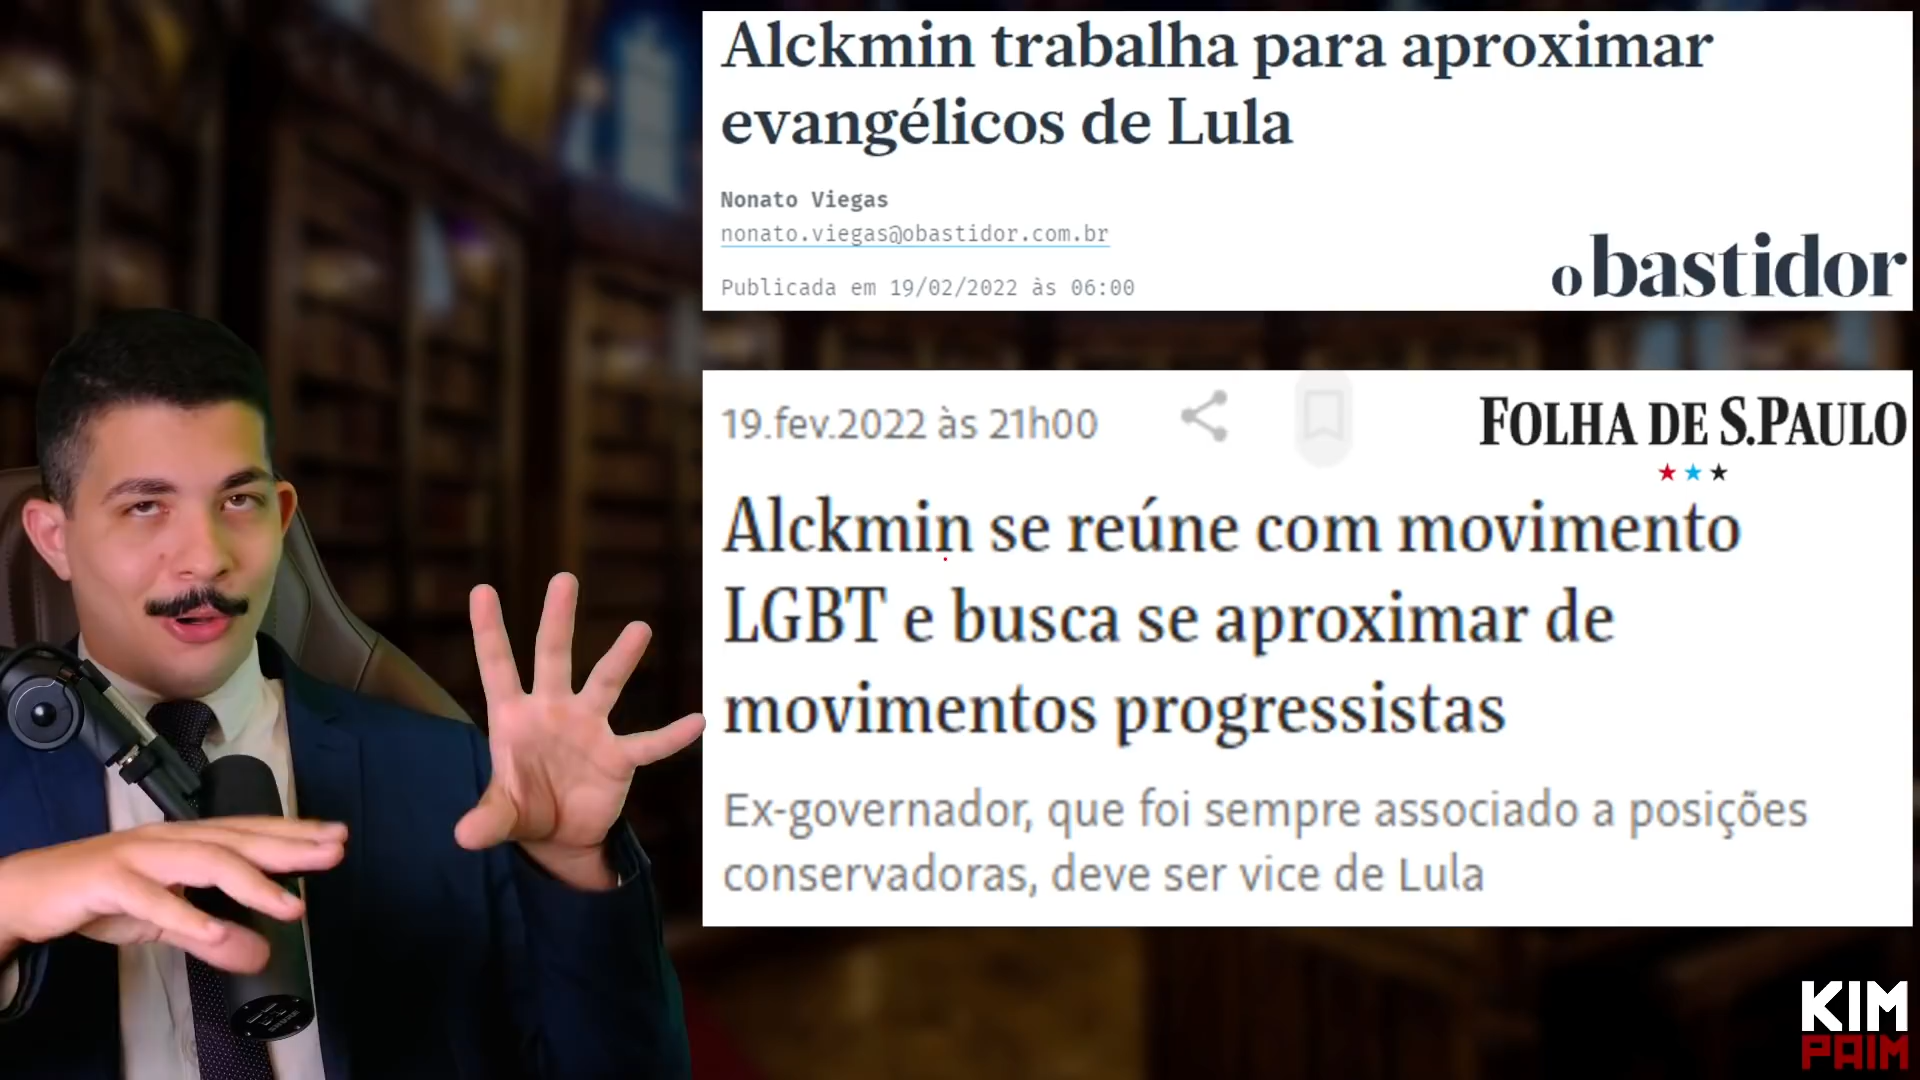 Alckmin trabalha para aproximar
evangélicos de Lula
Nonato Viegas
nonato.viegas@obastidor.com.br
Publicada em 19/02/2022 às 06:00
o bastidor
19.fev.2022 às 21h00
FOLHA DE S.PAULO
Alckmin se reúne com movimento
LGBT e busca se aproximar de
movimentos progressistas
Ex-governador, que foi sempre associado a posições
conservadoras, deve ser vice de Lula
KIM
PAIM